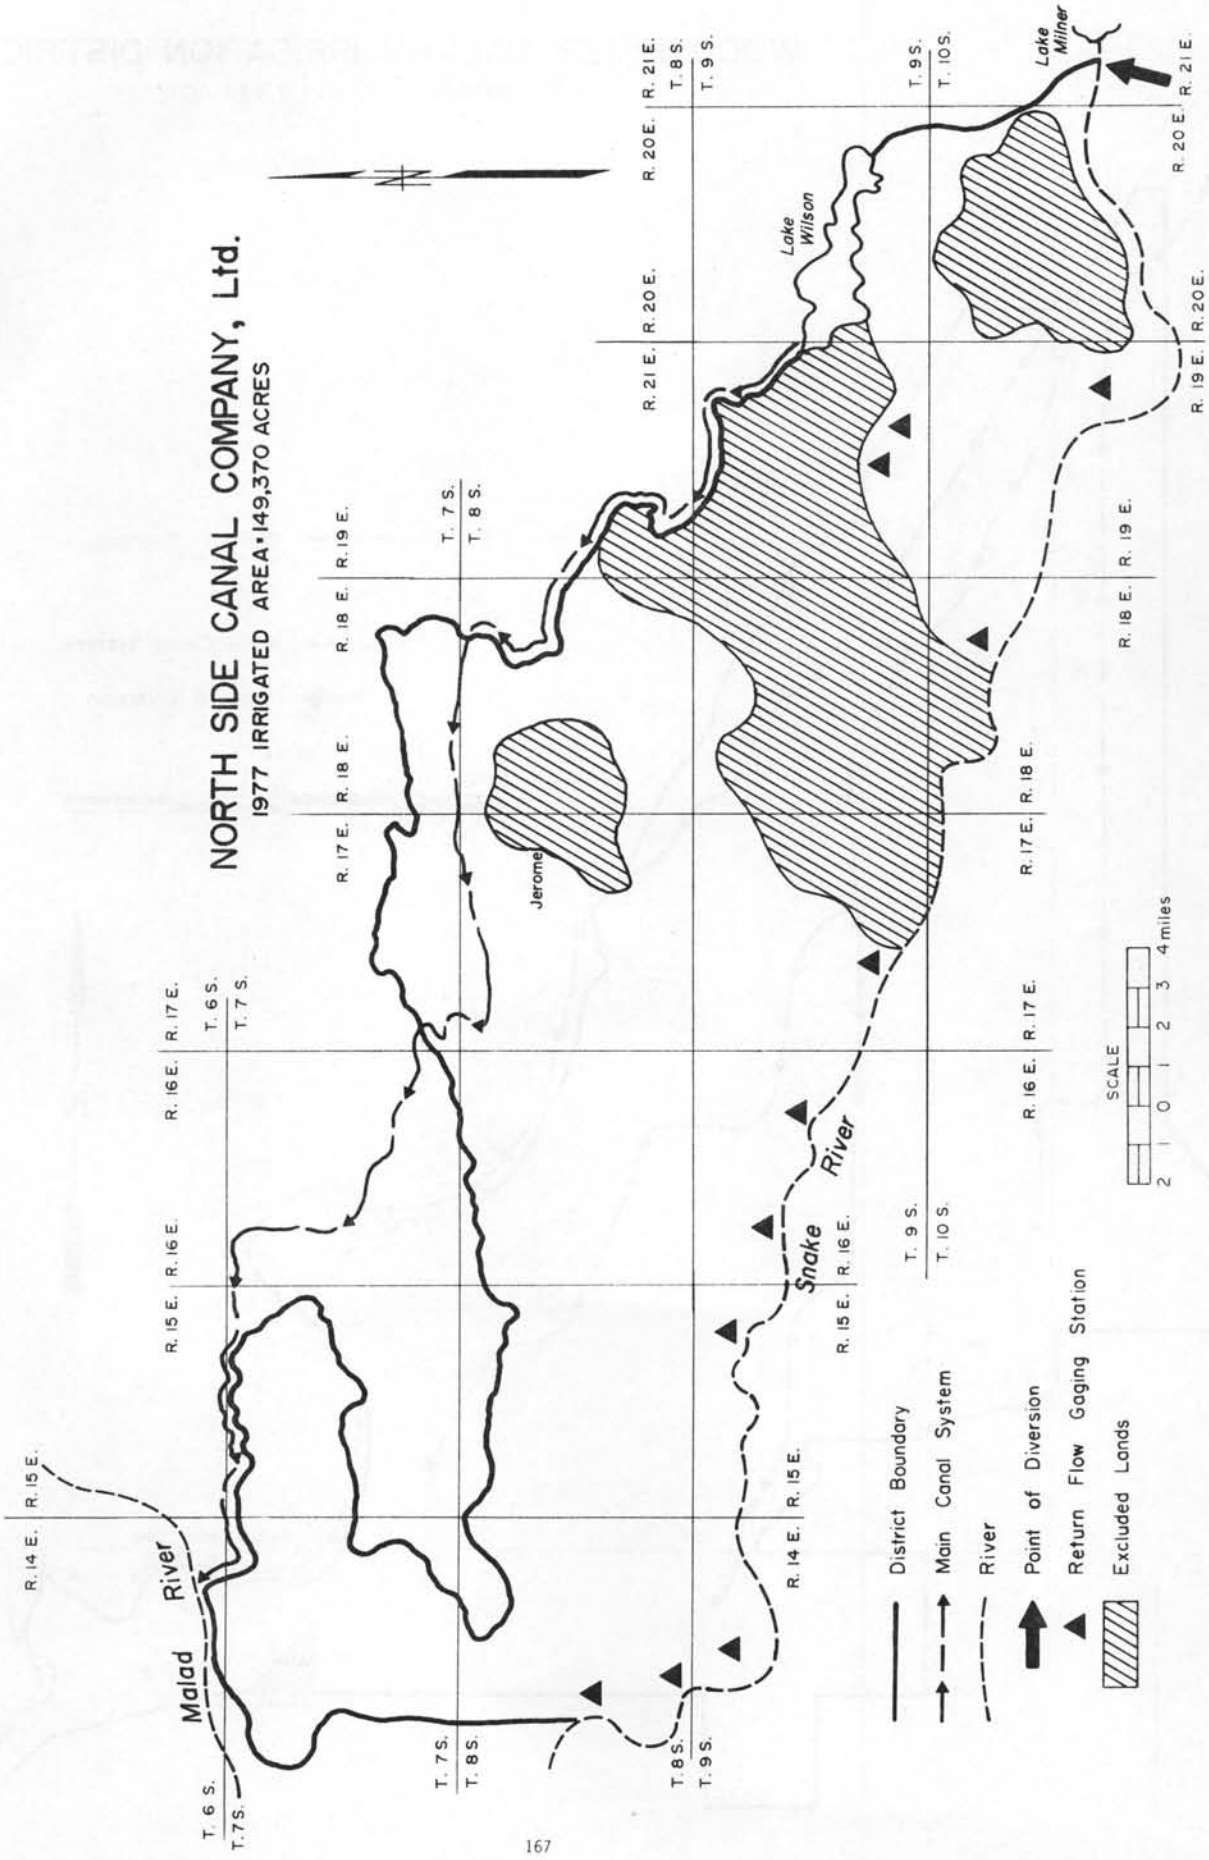 NORTH SIDE CANAL COMPANY, Ltd.
1977 IRRIGATED AREA•149,370 ACRES
R. 14 E. R. 15 E.
Malad River
T. 6 S.
T. 7 S.
R. 15 E. R. 16 E.
R. 16 E. R. 17 E.
T. 6 S.
T. 7 S.
R. 17 E. R. 18 E.
R. 18 E. R. 19 E.
T. 7 S.
T. 8 S.
R. 21 E. R. 20 E.
R. 20 E. R. 21 E.
T. 8 S.
T. 9 S.
Lake
Wilson
Lake
Milner
T. 9 S.
T. 10 S.
Jerome
T. 7 S.
T. 8 S.
T. 8 S.
T. 9 S.
R. 14 E. R. 15 E.
R. 15 E. R. 16 E.
Snake River
T. 9 S.
T. 10 S.
R. 16 E. R. 17 E.
R. 17 E. R. 18 E.
R. 18 E. R. 19 E.
R. 19 E. R. 20 E.
R. 20 E. R. 21 E.
District Boundary
Main Canal System
River
Point of Diversion
Return Flow Gaging Station
Excluded Lands
SCALE
2 1 0 1 2 3 4 miles
167